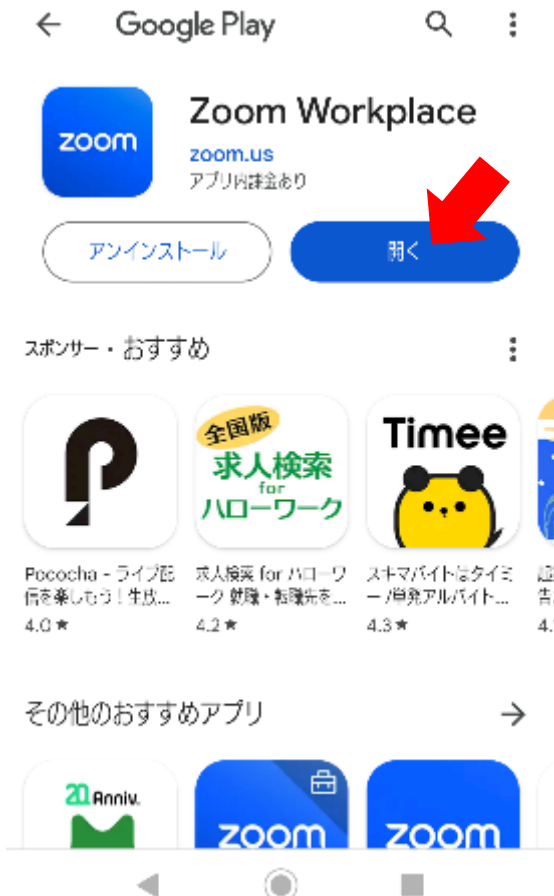 Google Play
zoom
Zoom Workplace
zoom.us
アプリ内課金あり
アンインストール
開く
スポンサー・おすすめ
全国版
求人検索
for
ハローワーク
Timee
Pococha - ライブ配
信を楽しもう！生放...
4.0★
求人検索 for ハローワ
ーク 就職・転職先を...
4.2★
スキマバイトはタイミ
ー/単発アルバイト...
4.3★
その他のおすすめアプリ
20 Anniv.
zoom
zoom